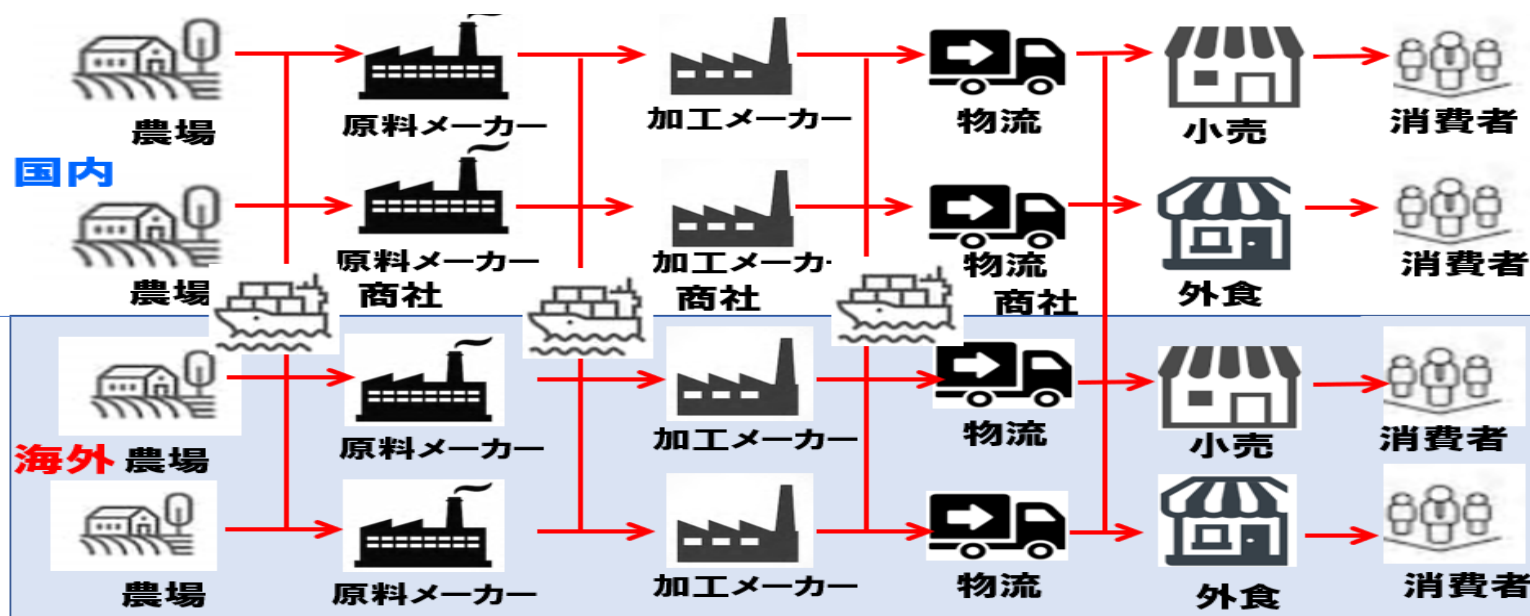 農場
原料メーカー
加工メーカー
物流
小売
消費者
国内
農場
原料メーカー
加工メーカー
物流
外食
消費者
商社
商社
商社
海外
農場
原料メーカー
加工メーカー
物流
小売
消費者
農場
原料メーカー
加工メーカー
物流
外食
消費者